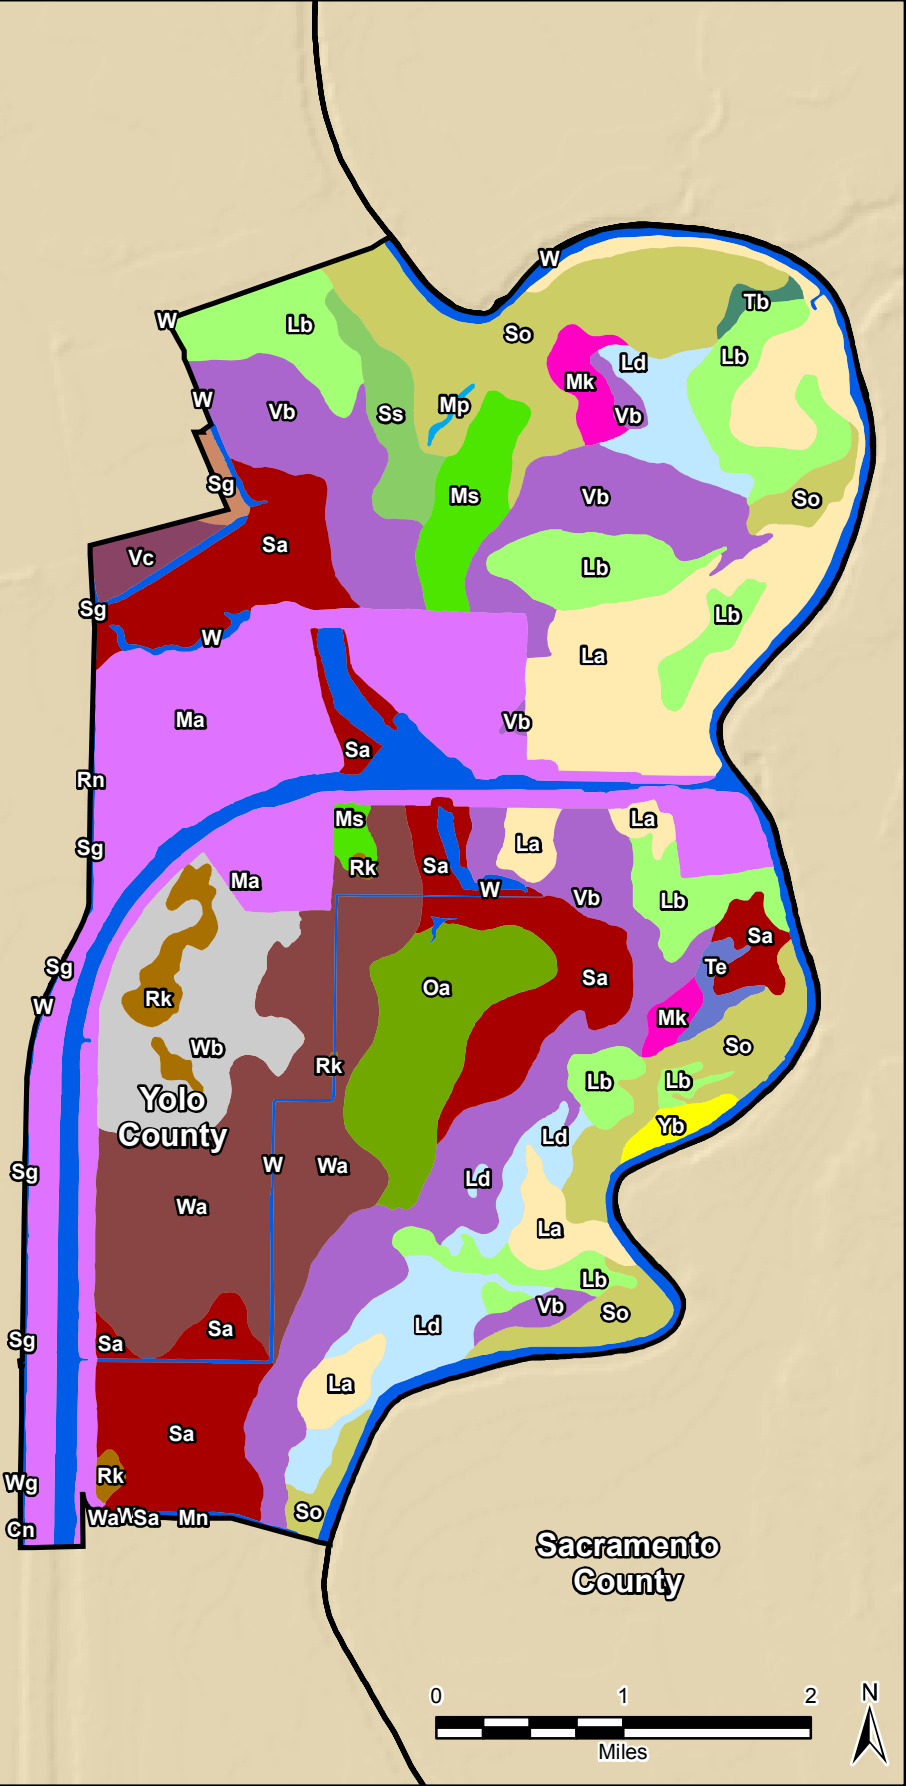 W
W
Lb
So
Tb
Ld
Lb
Mk
W
Mp
Vb
Ss
Vb
Sg
Ms
Vb
So
Sa
Vc
Lb
Sg
Lb
W
La
Ma
Vb
Sa
Rn
Ms
La
Sg
La
Rk
Sa
Ma
W
Vb
Lb
Sa
Sg
Te
Sa
Oa
Rk
W
Mk
Wb
So
Rk
Lb
Lb
Yolo
County
Yb
Ld
W
Wa
Sg
Ld
Wa
La
Lb
Vb
So
Ld
Sa
Sg
Sa
La
Sa
Rk
Wg
So
Wa
W
Sa
Mn
Cn
Sacramento
County
0 1 2
Miles
N